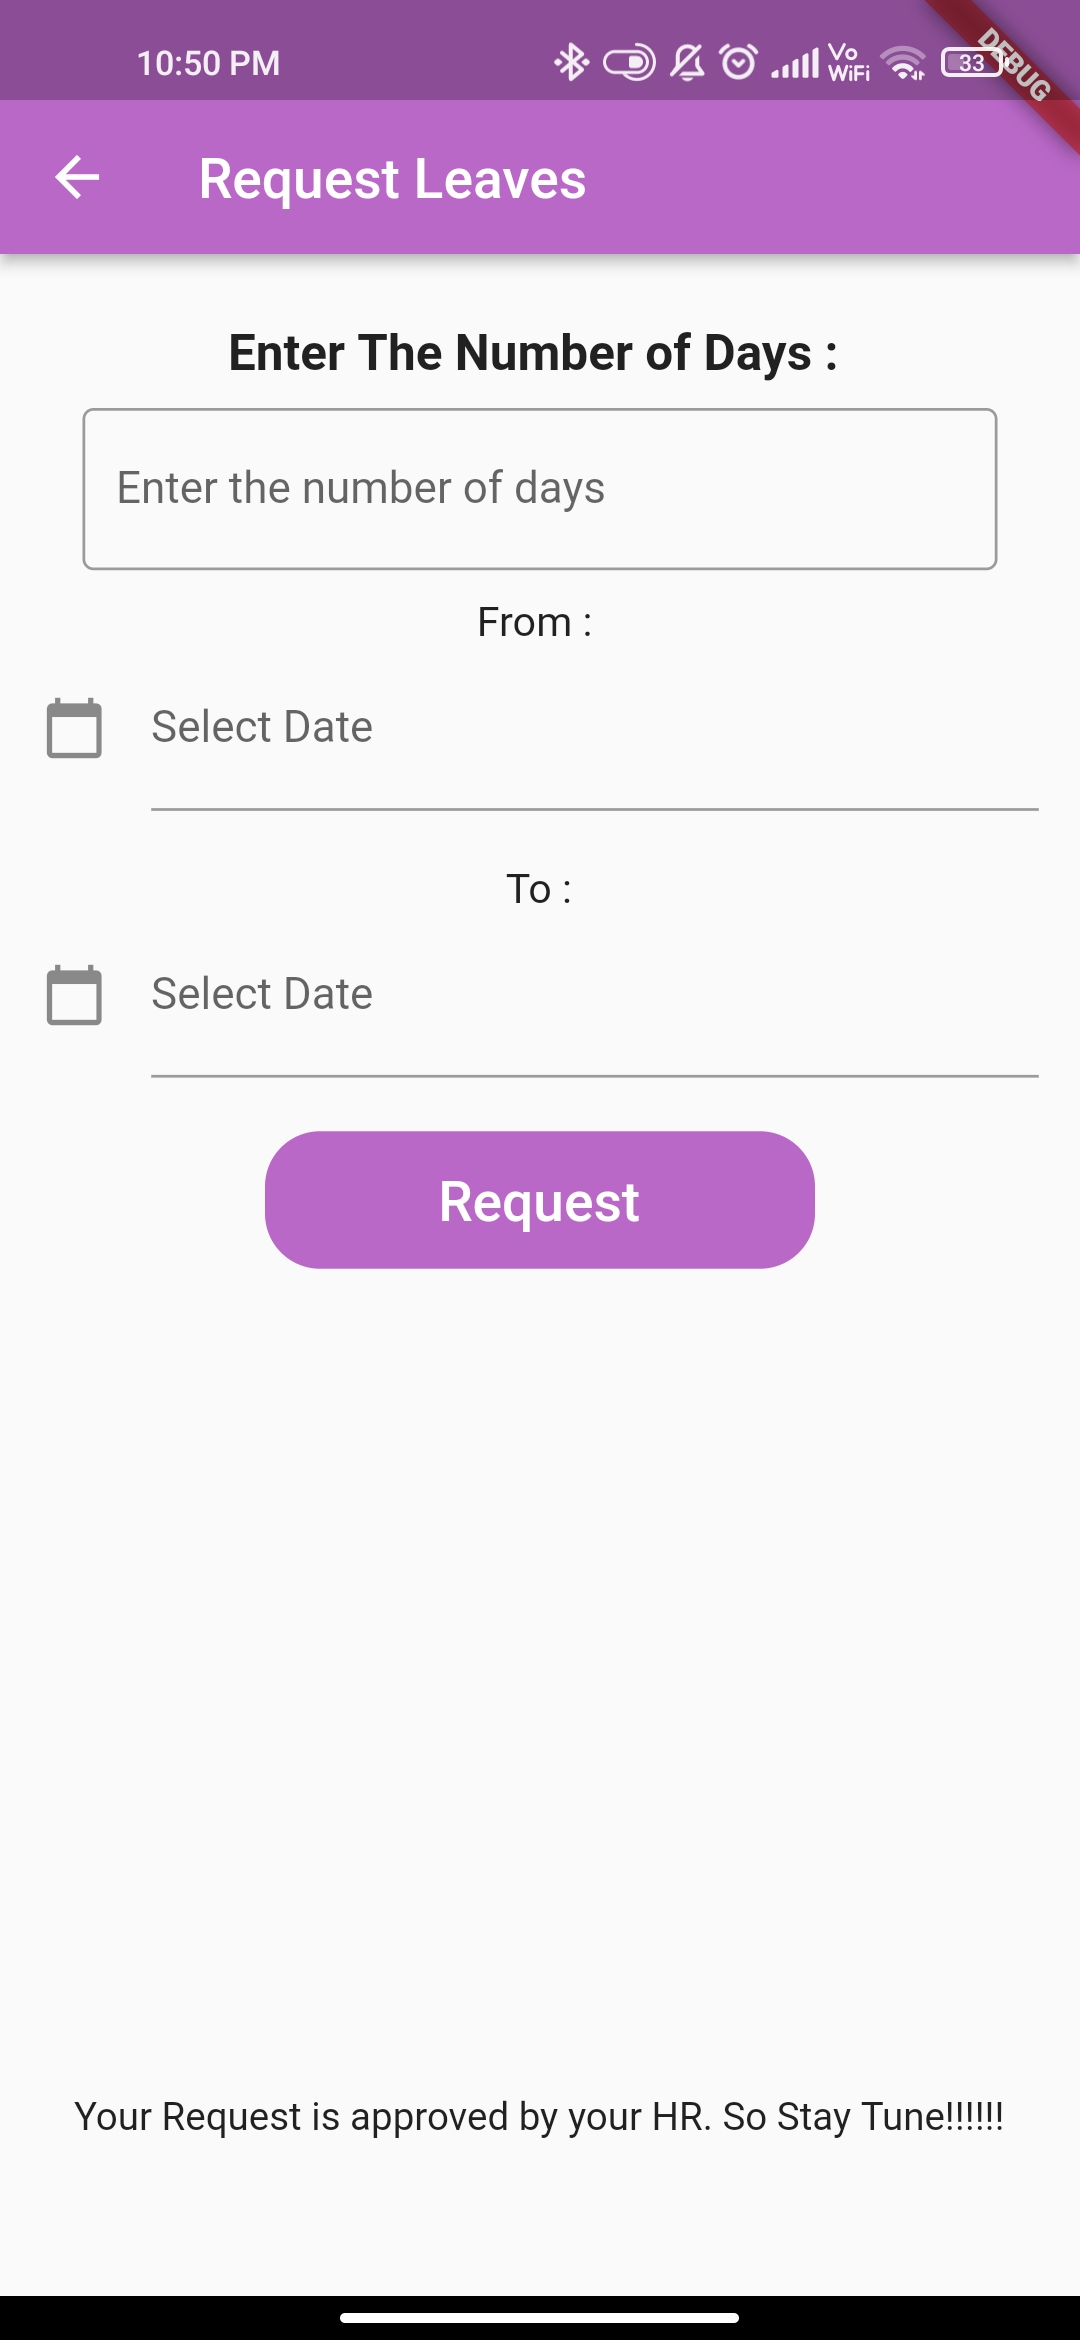 10:50 PM
Vo
WiFi
33
DEBUG
Request Leaves
Enter The Number of Days :
Enter the number of days
From :
Select Date
To :
Select Date
Request
Your Request is approved by your HR. So Stay Tune!!!!!!